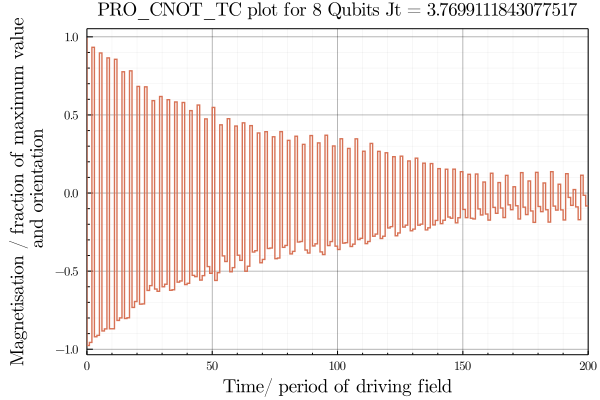 PRO_CNOT_TC plot for 8 Qubits Jt = 3.7699111843077517
Magnetisation / fraction of maximum value
and orientation
1.0
0.5
0.0
−0.5
−1.0
0
50
100
150
200
Time/ period of driving field